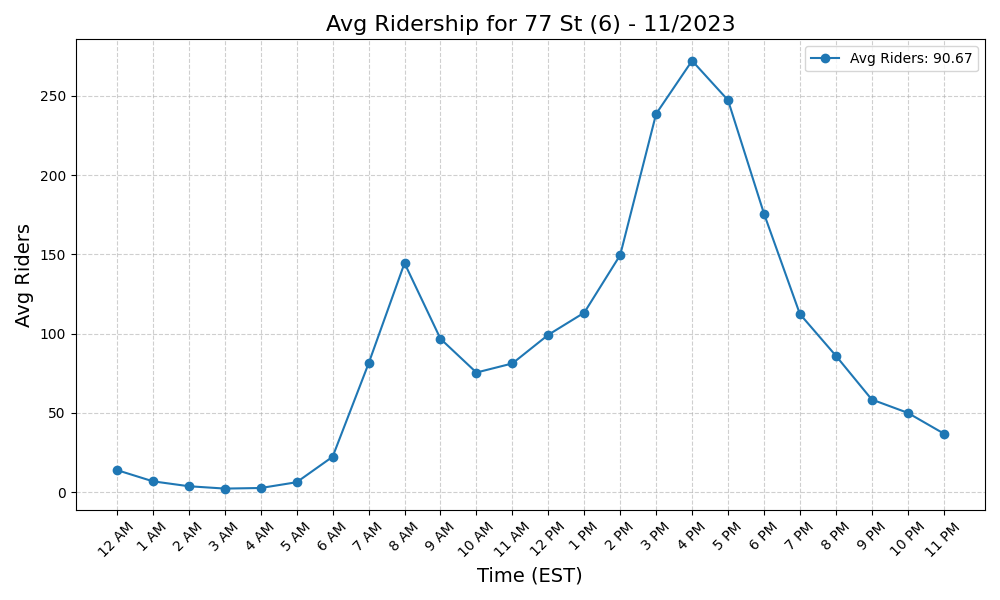 Avg Ridership for 77 St (6) - 11/2023
Avg Riders: 90.67
Avg Riders
250
200
150
100
50
0
12 AM
1 AM
2 AM
3 AM
4 AM
5 AM
6 AM
7 AM
8 AM
9 AM
10 AM
11 AM
12 PM
1 PM
2 PM
3 PM
4 PM
5 PM
6 PM
7 PM
8 PM
9 PM
10 PM
11 PM
Time (EST)